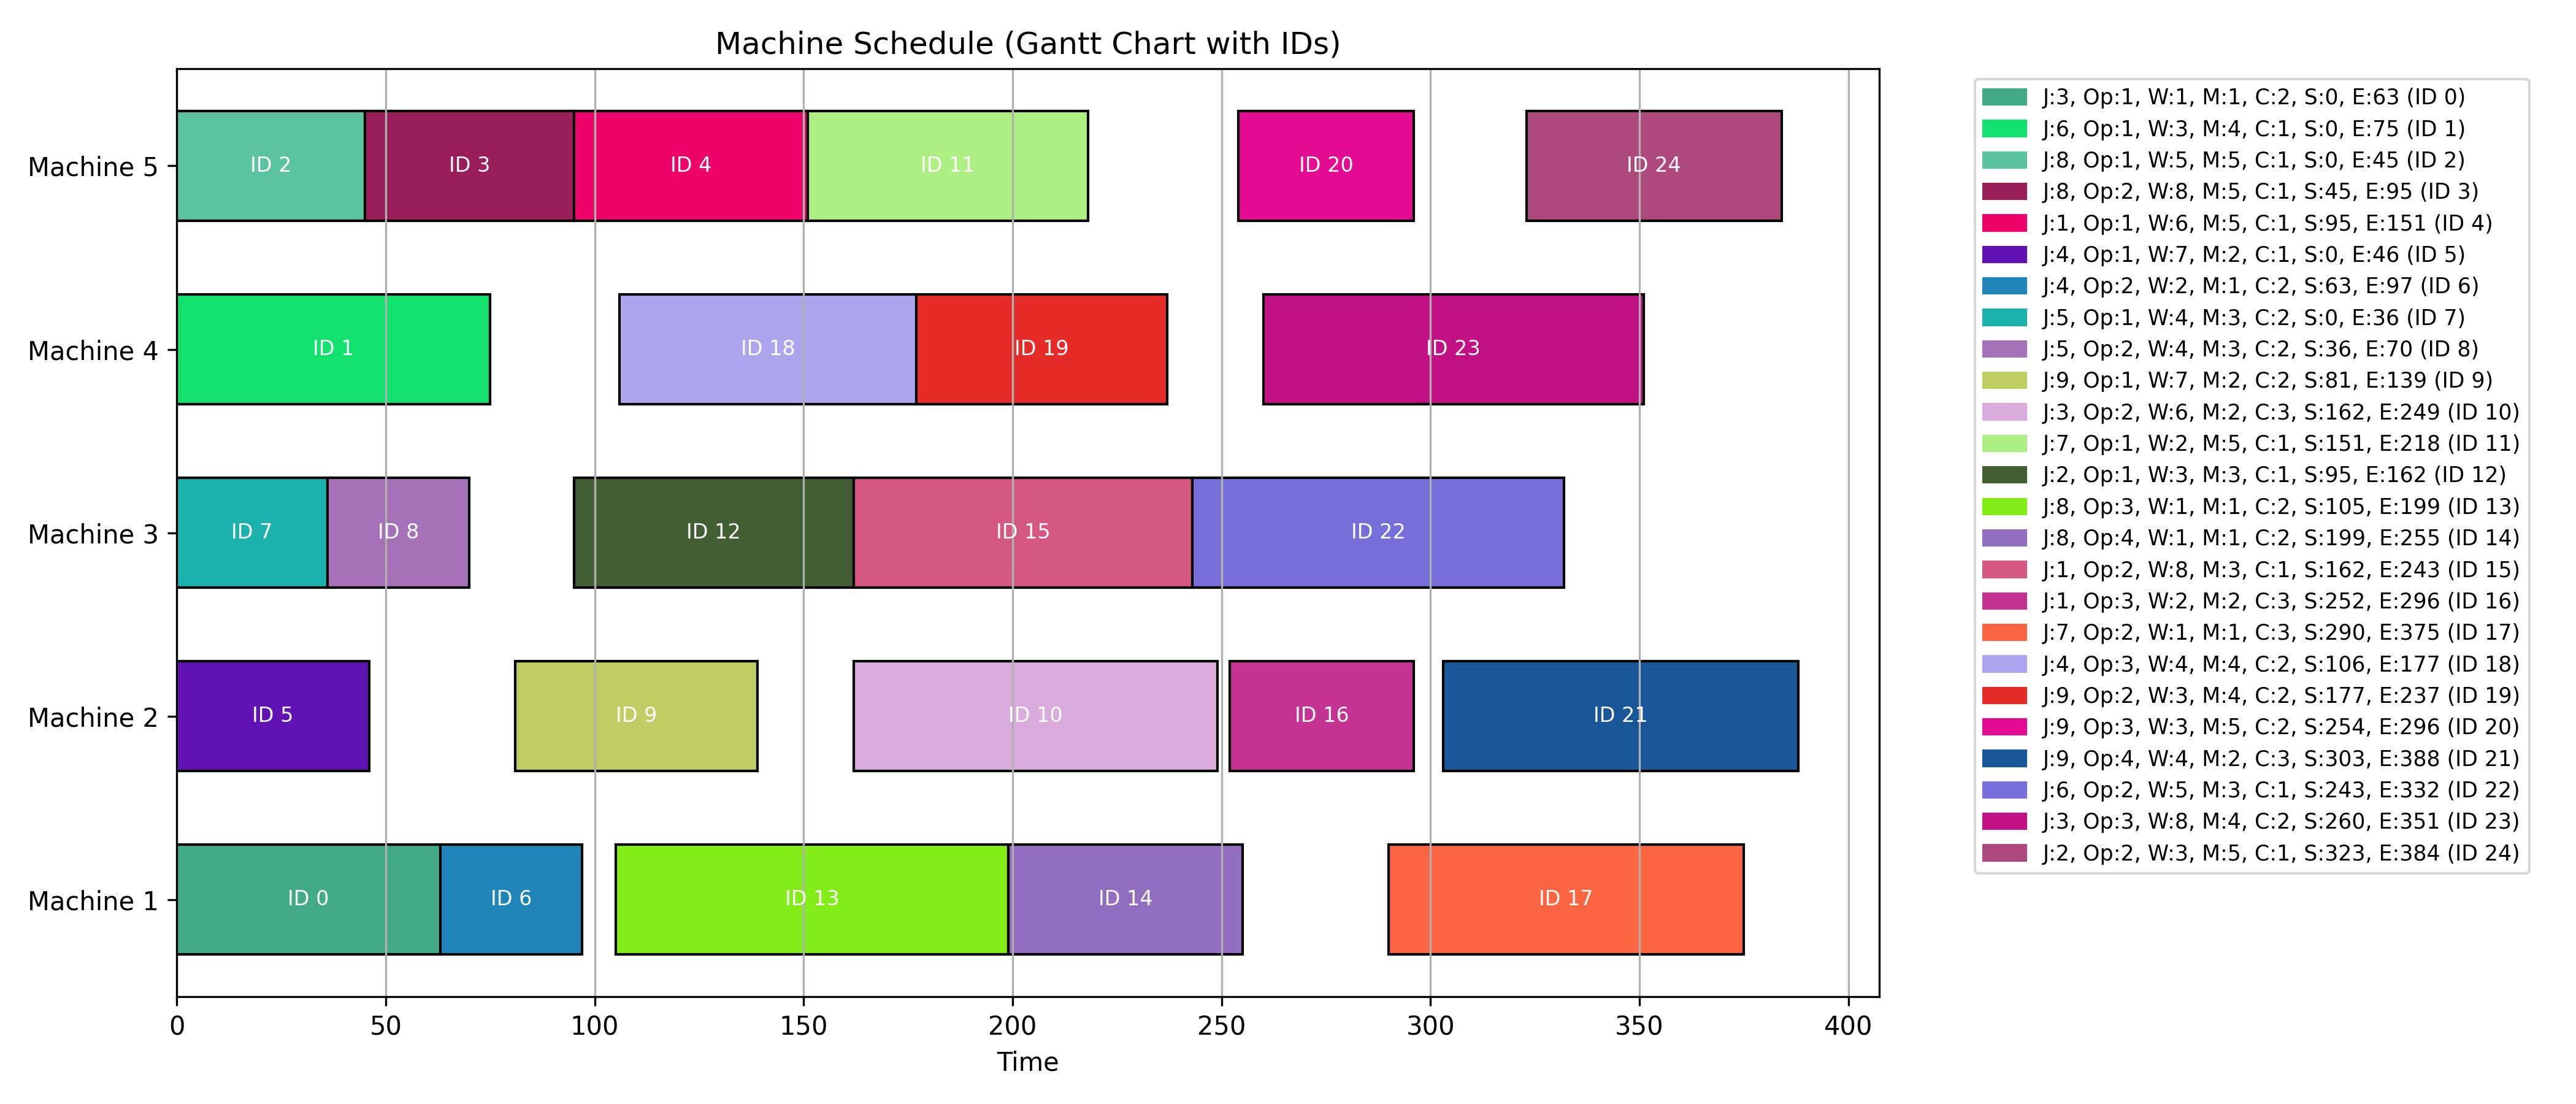 Machine Schedule (Gantt Chart with IDs)
Machine 5
ID 2
ID 3
ID 4
ID 11
ID 20
ID 24
Machine 4
ID 1
ID 18
ID 19
ID 23
Machine 3
ID 7
ID 8
ID 12
ID 15
ID 22
Machine 2
ID 5
ID 9
ID 10
ID 16
ID 21
Machine 1
ID 0
ID 6
ID 13
ID 14
ID 17
0 50 100 150 200 250 300 350 400
Time
J:3, Op:1, W:1, M:1, C:2, S:0, E:63 (ID 0)
J:6, Op:1, W:3, M:4, C:1, S:0, E:75 (ID 1)
J:8, Op:1, W:5, M:5, C:1, S:0, E:45 (ID 2)
J:8, Op:2, W:8, M:5, C:1, S:45, E:95 (ID 3)
J:1, Op:1, W:6, M:5, C:1, S:95, E:151 (ID 4)
J:4, Op:1, W:7, M:2, C:1, S:0, E:46 (ID 5)
J:4, Op:2, W:2, M:1, C:2, S:63, E:97 (ID 6)
J:5, Op:1, W:4, M:3, C:2, S:0, E:36 (ID 7)
J:5, Op:2, W:4, M:3, C:2, S:36, E:70 (ID 8)
J:9, Op:1, W:7, M:2, C:2, S:81, E:139 (ID 9)
J:3, Op:2, W:6, M:2, C:3, S:162, E:249 (ID 10)
J:7, Op:1, W:2, M:5, C:1, S:151, E:218 (ID 11)
J:2, Op:1, W:3, M:3, C:1, S:95, E:162 (ID 12)
J:8, Op:3, W:1, M:1, C:2, S:105, E:199 (ID 13)
J:8, Op:4, W:1, M:1, C:2, S:199, E:255 (ID 14)
J:1, Op:2, W:8, M:3, C:1, S:162, E:243 (ID 15)
J:1, Op:3, W:2, M:2, C:3, S:252, E:296 (ID 16)
J:7, Op:2, W:1, M:1, C:3, S:290, E:375 (ID 17)
J:4, Op:3, W:4, M:4, C:2, S:106, E:177 (ID 18)
J:9, Op:2, W:3, M:4, C:2, S:177, E:237 (ID 19)
J:9, Op:3, W:3, M:5, C:2, S:254, E:296 (ID 20)
J:9, Op:4, W:4, M:2, C:3, S:303, E:388 (ID 21)
J:6, Op:2, W:5, M:3, C:1, S:243, E:332 (ID 22)
J:3, Op:3, W:8, M:4, C:2, S:260, E:351 (ID 23)
J:2, Op:2, W:3, M:5, C:1, S:323, E:384 (ID 24)